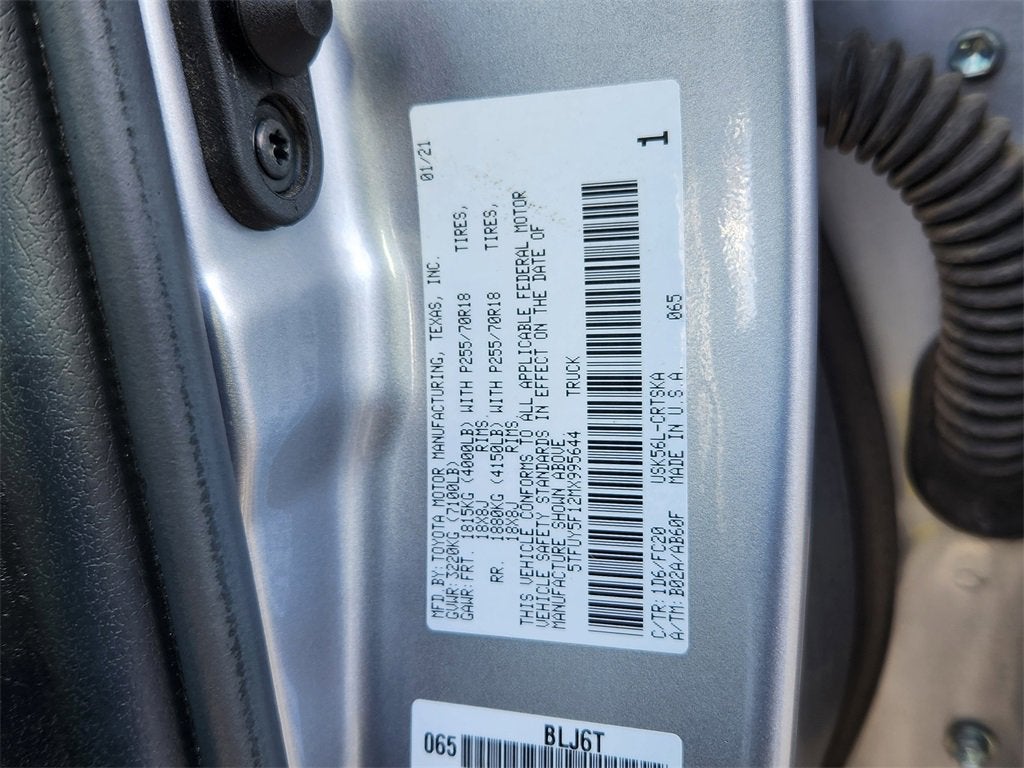 01/21
MFD.BY:TOYOTA MOTOR MANUFACTURING, TEXAS, INC.
GVWR:3220KG (7100LB)
GAWR:FRT. 1815KG (4000LB) WITH P255/70R18 TIRES,
18X8J RIMS,
RR. 1880KG (4150LB) WITH P255/70R18 TIRES,
18X8J RIMS,
THIS VEHICLE CONFORMS TO ALL APPLICABLE FEDERAL MOTOR
VEHICLE SAFETY STANDARDS IN EFFECT ON THE DATE OF
MANUFACTURE SHOWN ABOVE
5TFUY5F12MX995644 TRUCK
1
C/TR:1D6/FC20 USK56L-CRTSKA 065
A/TM:B02A/AB60F MADE IN U.S.A.
BLJ6T
065